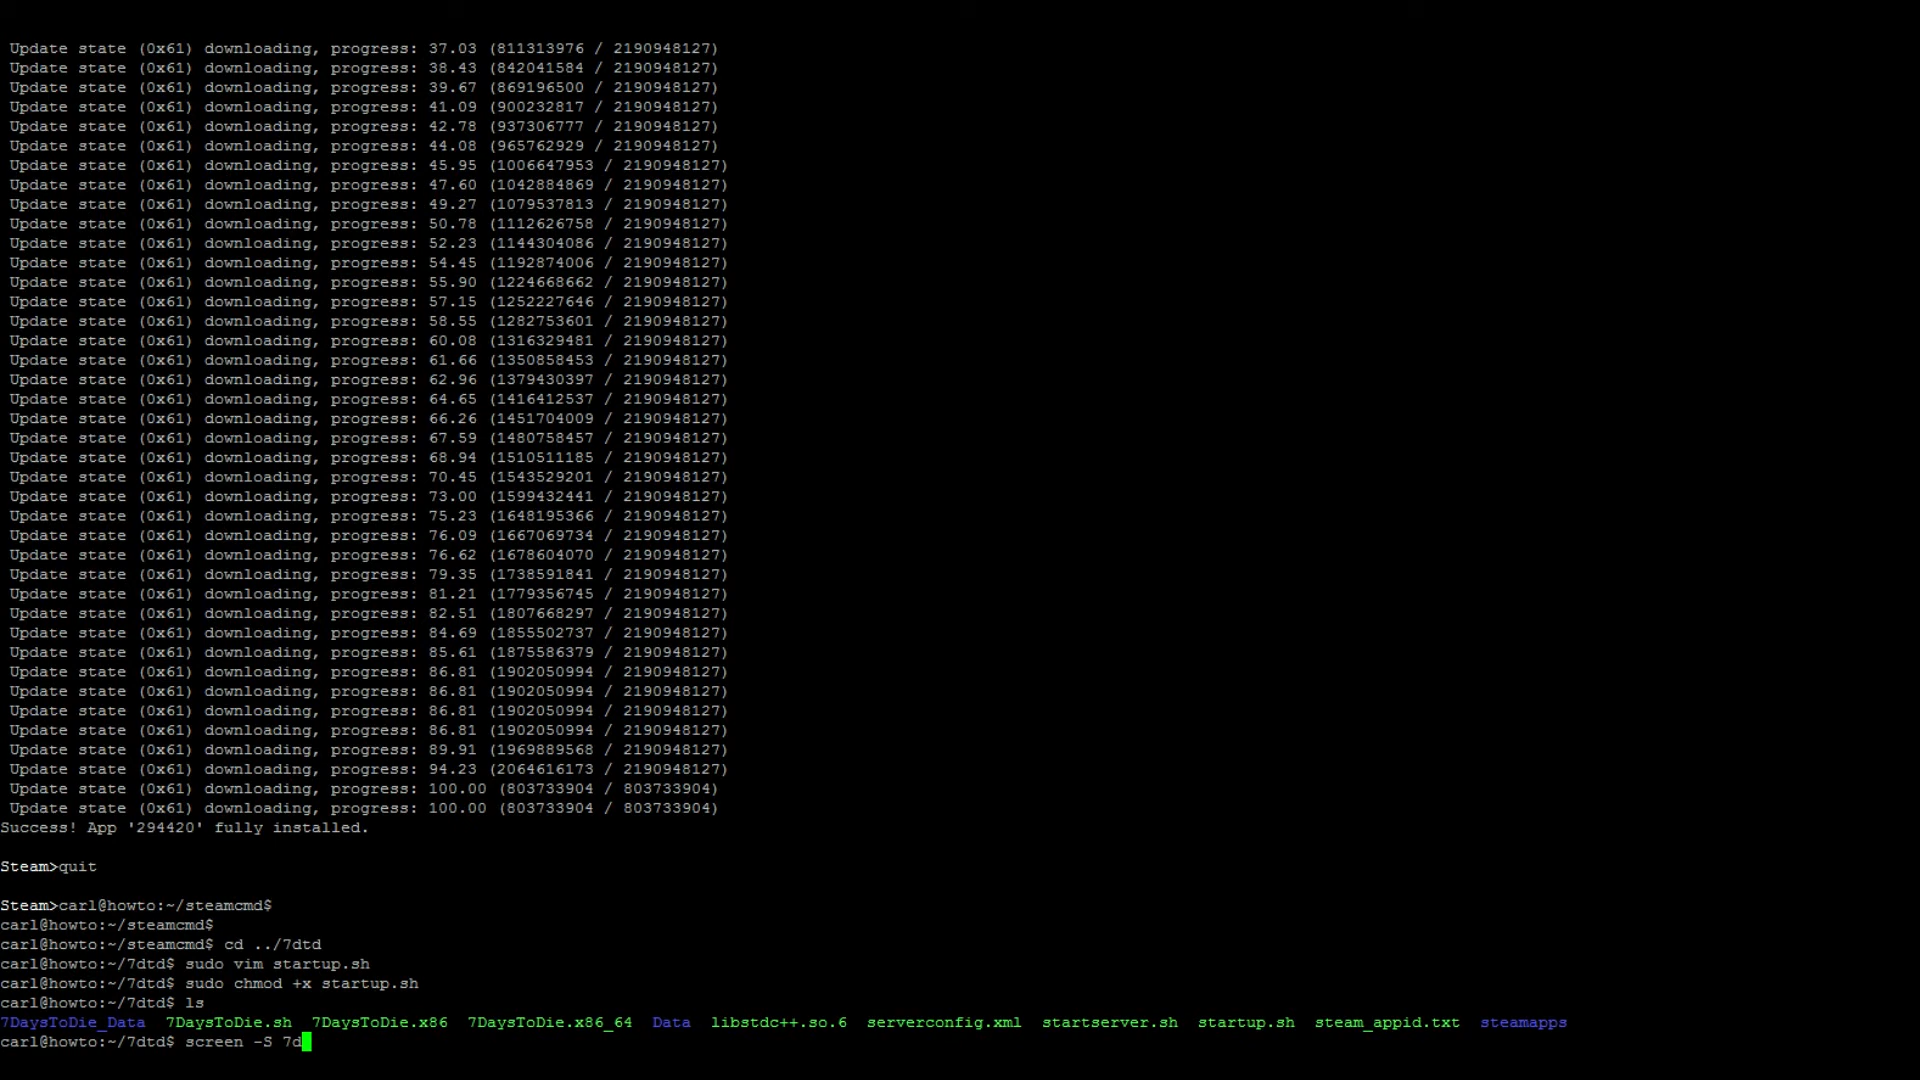 Update state (0x61) downloading, progress: 37.03 (811313976 / 2190948127)
Update state (0x61) downloading, progress: 38.43 (842041584 / 2190948127)
Update state (0x61) downloading, progress: 39.67 (869196500 / 2190948127)
Update state (0x61) downloading, progress: 41.09 (900232817 / 2190948127)
Update state (0x61) downloading, progress: 42.78 (937306777 / 2190948127)
Update state (0x61) downloading, progress: 44.08 (965762929 / 2190948127)
Update state (0x61) downloading, progress: 45.95 (1006647953 / 2190948127)
Update state (0x61) downloading, progress: 47.60 (1042884869 / 2190948127)
Update state (0x61) downloading, progress: 49.27 (1079537813 / 2190948127)
Update state (0x61) downloading, progress: 50.78 (1112626758 / 2190948127)
Update state (0x61) downloading, progress: 52.23 (1144304086 / 2190948127)
Update state (0x61) downloading, progress: 54.45 (1192874006 / 2190948127)
Update state (0x61) downloading, progress: 55.90 (1224668662 / 2190948127)
Update state (0x61) downloading, progress: 57.15 (1252227646 / 2190948127)
Update state (0x61) downloading, progress: 58.55 (1282753601 / 2190948127)
Update state (0x61) downloading, progress: 60.08 (1316329481 / 2190948127)
Update state (0x61) downloading, progress: 61.66 (1350858453 / 2190948127)
Update state (0x61) downloading, progress: 62.96 (1379430397 / 2190948127)
Update state (0x61) downloading, progress: 64.65 (1416412537 / 2190948127)
Update state (0x61) downloading, progress: 66.26 (1451704009 / 2190948127)
Update state (0x61) downloading, progress: 67.59 (1480758457 / 2190948127)
Update state (0x61) downloading, progress: 68.94 (1510511185 / 2190948127)
Update state (0x61) downloading, progress: 70.45 (1543529201 / 2190948127)
Update state (0x61) downloading, progress: 73.00 (1599432441 / 2190948127)
Update state (0x61) downloading, progress: 75.23 (1648195366 / 2190948127)
Update state (0x61) downloading, progress: 76.09 (1667069734 / 2190948127)
Update state (0x61) downloading, progress: 76.62 (1678604070 / 2190948127)
Update state (0x61) downloading, progress: 79.35 (1738591841 / 2190948127)
Update state (0x61) downloading, progress: 81.21 (1779356745 / 2190948127)
Update state (0x61) downloading, progress: 82.51 (1807668297 / 2190948127)
Update state (0x61) downloading, progress: 84.69 (1855502737 / 2190948127)
Update state (0x61) downloading, progress: 85.61 (1875586379 / 2190948127)
Update state (0x61) downloading, progress: 86.81 (1902050994 / 2190948127)
Update state (0x61) downloading, progress: 86.81 (1902050994 / 2190948127)
Update state (0x61) downloading, progress: 86.81 (1902050994 / 2190948127)
Update state (0x61) downloading, progress: 86.81 (1902050994 / 2190948127)
Update state (0x61) downloading, progress: 89.91 (1969889568 / 2190948127)
Update state (0x61) downloading, progress: 94.23 (2064616173 / 2190948127)
Update state (0x61) downloading, progress: 100.00 (803733904 / 803733904)
Update state (0x61) downloading, progress: 100.00 (803733904 / 803733904)
Success! App '294420' fully installed.
Steam>quit
Steam>carl@howto:~/steamcmd$
carl@howto:~/steamcmd$
carl@howto:~/steamcmd$ cd ../7dtd
carl@howto:~/7dtd$ sudo vim startup.sh
carl@howto:~/7dtd$ sudo chmod +x startup.sh
carl@howto:~/7dtd$ ls
7DaysToDie_Data 7DaysToDie.sh 7DaysToDie.x86 7DaysToDie.x86_64 Data libstdc++.so.6 serverconfig.xml startserver.sh startup.sh steam_appid.txt steamapps
carl@howto:~/7dtd$ screen -S 7d